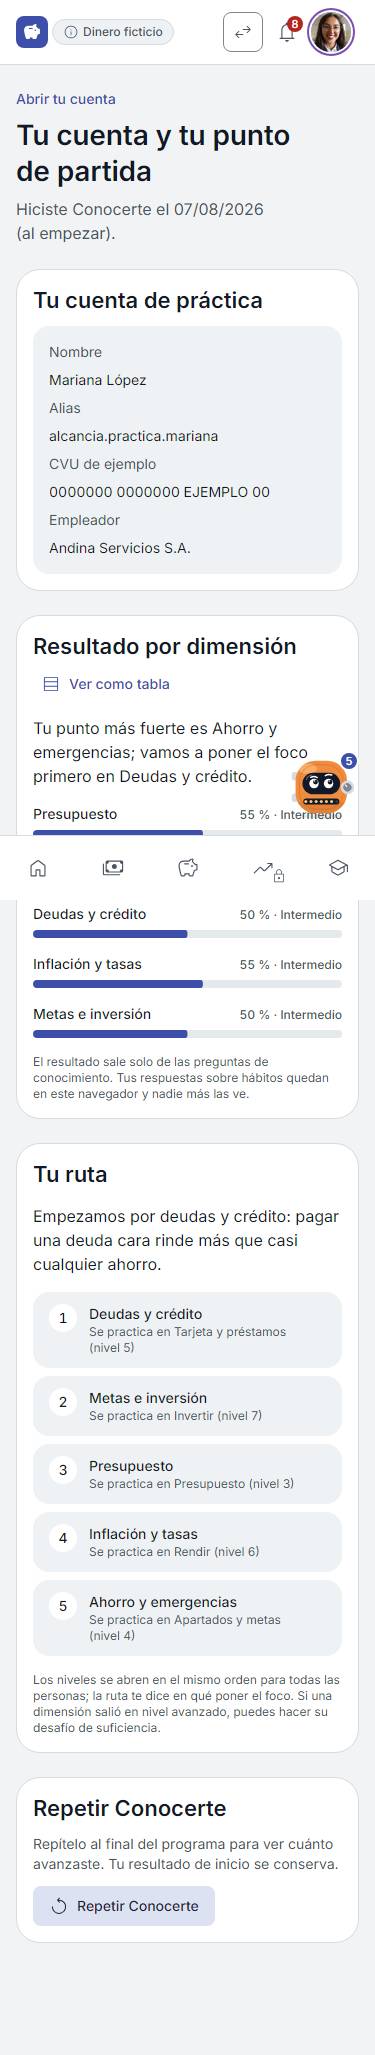 Dinero ficticio
8
Abrir tu cuenta
Tu cuenta y tu punto
de partida
Hiciste Conocerte el 07/08/2026
(al empezar).
Tu cuenta de práctica
Nombre
Mariana López
Alias
alcancia.practica.mariana
CVU de ejemplo
0000000 0000000 EJEMPLO 00
Empleador
Andina Servicios S.A.
Resultado por dimensión
Ver como tabla
Tu punto más fuerte es Ahorro y
emergencias; vamos a poner el foco
primero en Deudas y crédito.
5
Presupuesto 55 % · Intermedio
Deudas y crédito 50 % · Intermedio
Inflación y tasas 55 % · Intermedio
Metas e inversión 50 % · Intermedio
El resultado sale solo de las preguntas de
conocimiento. Tus respuestas sobre hábitos quedan
en este navegador y nadie más las ve.
Tu ruta
Empezamos por deudas y crédito: pagar
una deuda cara rinde más que casi
cualquier ahorro.
1 Deudas y crédito
Se practica en Tarjeta y préstamos
(nivel 5)
2 Metas e inversión
Se practica en Invertir (nivel 7)
3 Presupuesto
Se practica en Presupuesto (nivel 3)
4 Inflación y tasas
Se practica en Rendir (nivel 6)
5 Ahorro y emergencias
Se practica en Apartados y metas
(nivel 4)
Los niveles se abren en el mismo orden para todas las
personas; la ruta te dice en qué poner el foco. Si una
dimensión salió en nivel avanzado, puedes hacer su
desafío de suficiencia.
Repetir Conocerte
Repítelo al final del programa para ver cuánto
avanzaste. Tu resultado de inicio se conserva.
Repetir Conocerte